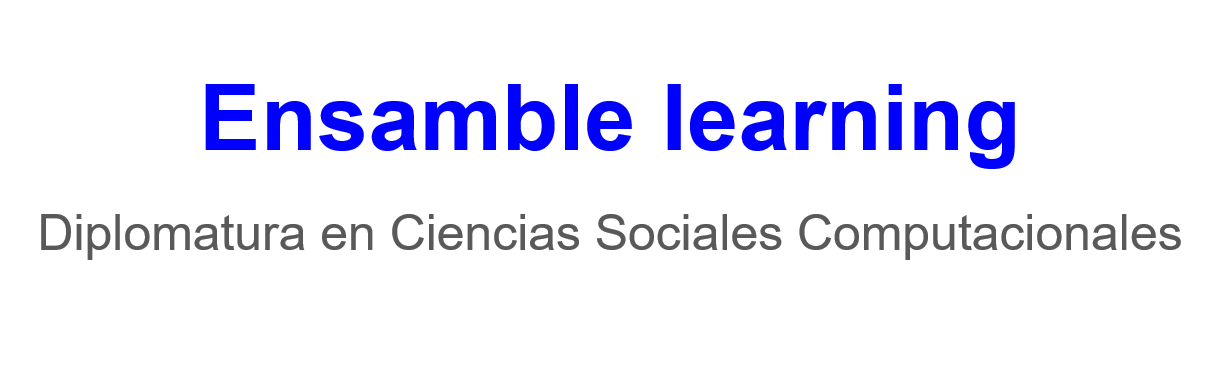 Ensamble learning
Diplomatura en Ciencias Sociales Computacionales